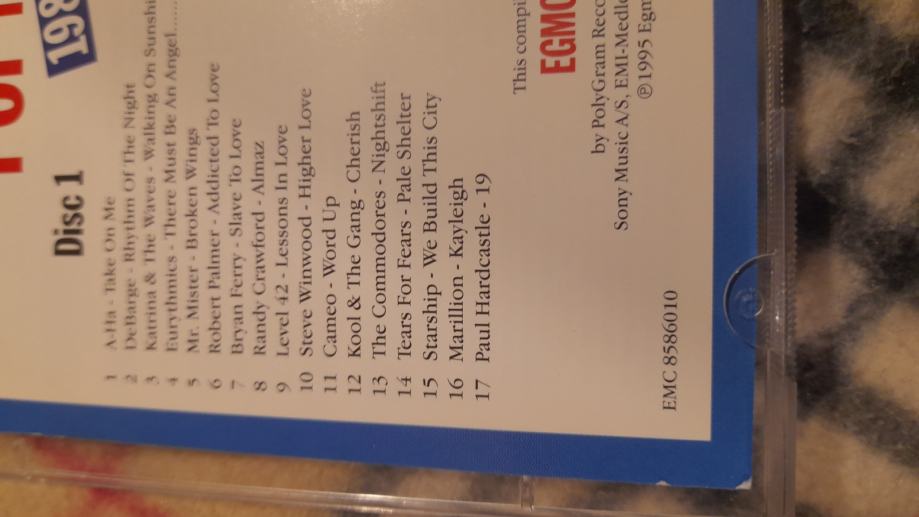 198
Disc 1
1 A-Ha - Take On Me
2 DeBarge - Rhythm Of The Night
3 Katrina & The Waves - Walking On Sunshi
4 Eurythmics - There Must Be An Angel......
5 Mr. Mister - Broken Wings
6 Robert Palmer - Addicted To Love
7 Bryan Ferry - Slave To Love
8 Randy Crawford - Almaz
9 Level 42 - Lessons In Love
10 Steve Winwood - Higher Love
11 Cameo - Word Up
12 Kool & The Gang - Cherish
13 The Commodores - Nightshift
14 Tears For Fears - Pale Shelter
15 Starship - We Build This City
16 Marillion - Kayleigh
17 Paul Hardcastle - 19
This compi
EGMO
by PolyGram Reco
Sony Music A/S, EMI-Medle
℗1995 Egm
EMC 8586010